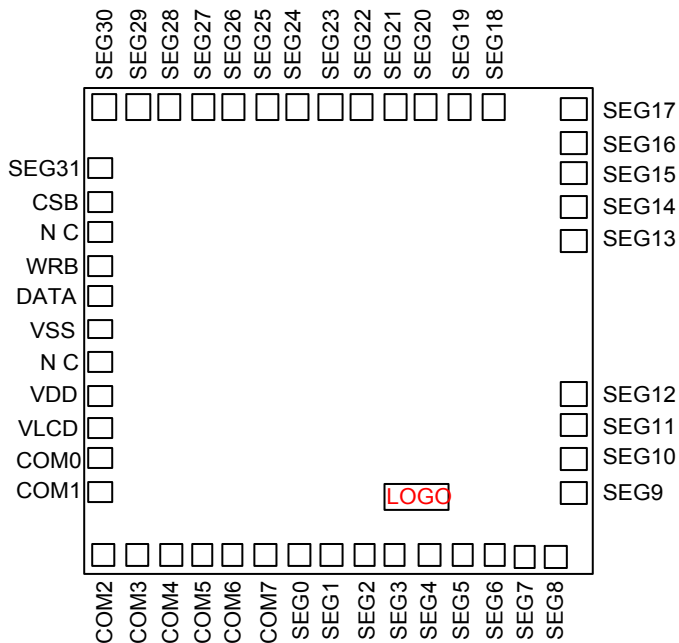 SEG30
SEG29
SEG28
SEG27
SEG26
SEG25
SEG24
SEG23
SEG22
SEG21
SEG20
SEG19
SEG18
SEG17
SEG16
SEG15
SEG14
SEG13
SEG31
CSB
N C
WRB
DATA
VSS
N C
VDD
VLCD
COM0
COM1
SEG12
SEG11
SEG10
SEG9
LOGO
COM2
COM3
COM4
COM5
COM6
COM7
SEG0
SEG1
SEG2
SEG3
SEG4
SEG5
SEG6
SEG7
SEG8